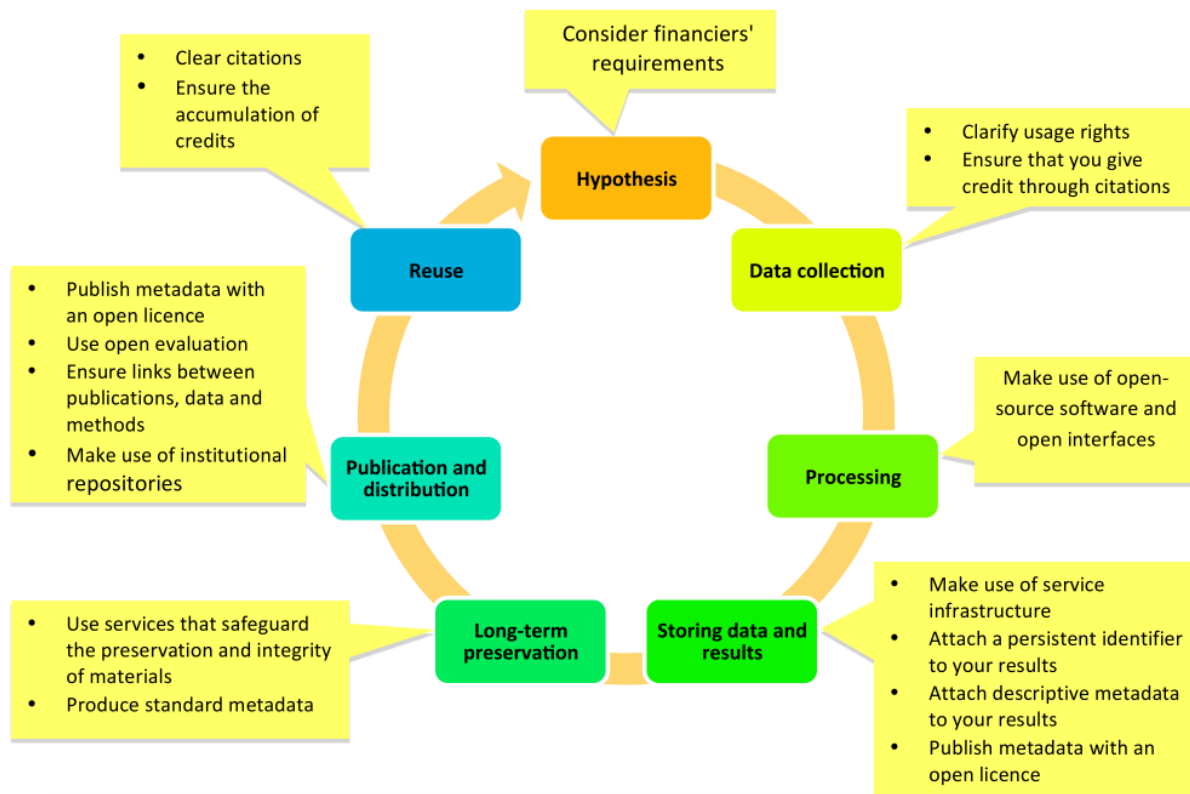 Consider financiers'
requirements
Hypothesis
• Clarify usage rights
• Ensure that you give
credit through citations
Data collection
Make use of open-
source software and
open interfaces
Processing
• Make use of service
infrastructure
• Attach a persistent identifier
to your results
• Attach descriptive metadata
to your results
• Publish metadata with an
open licence
Storing data and
results
• Use services that safeguard
the preservation and integrity
of materials
• Produce standard metadata
Long-term
preservation
• Publish metadata with
an open licence
• Use open evaluation
• Ensure links between
publications, data and
methods
• Make use of institutional
repositories
Publication and
distribution
• Clear citations
• Ensure the
accumulation of
credits
Reuse